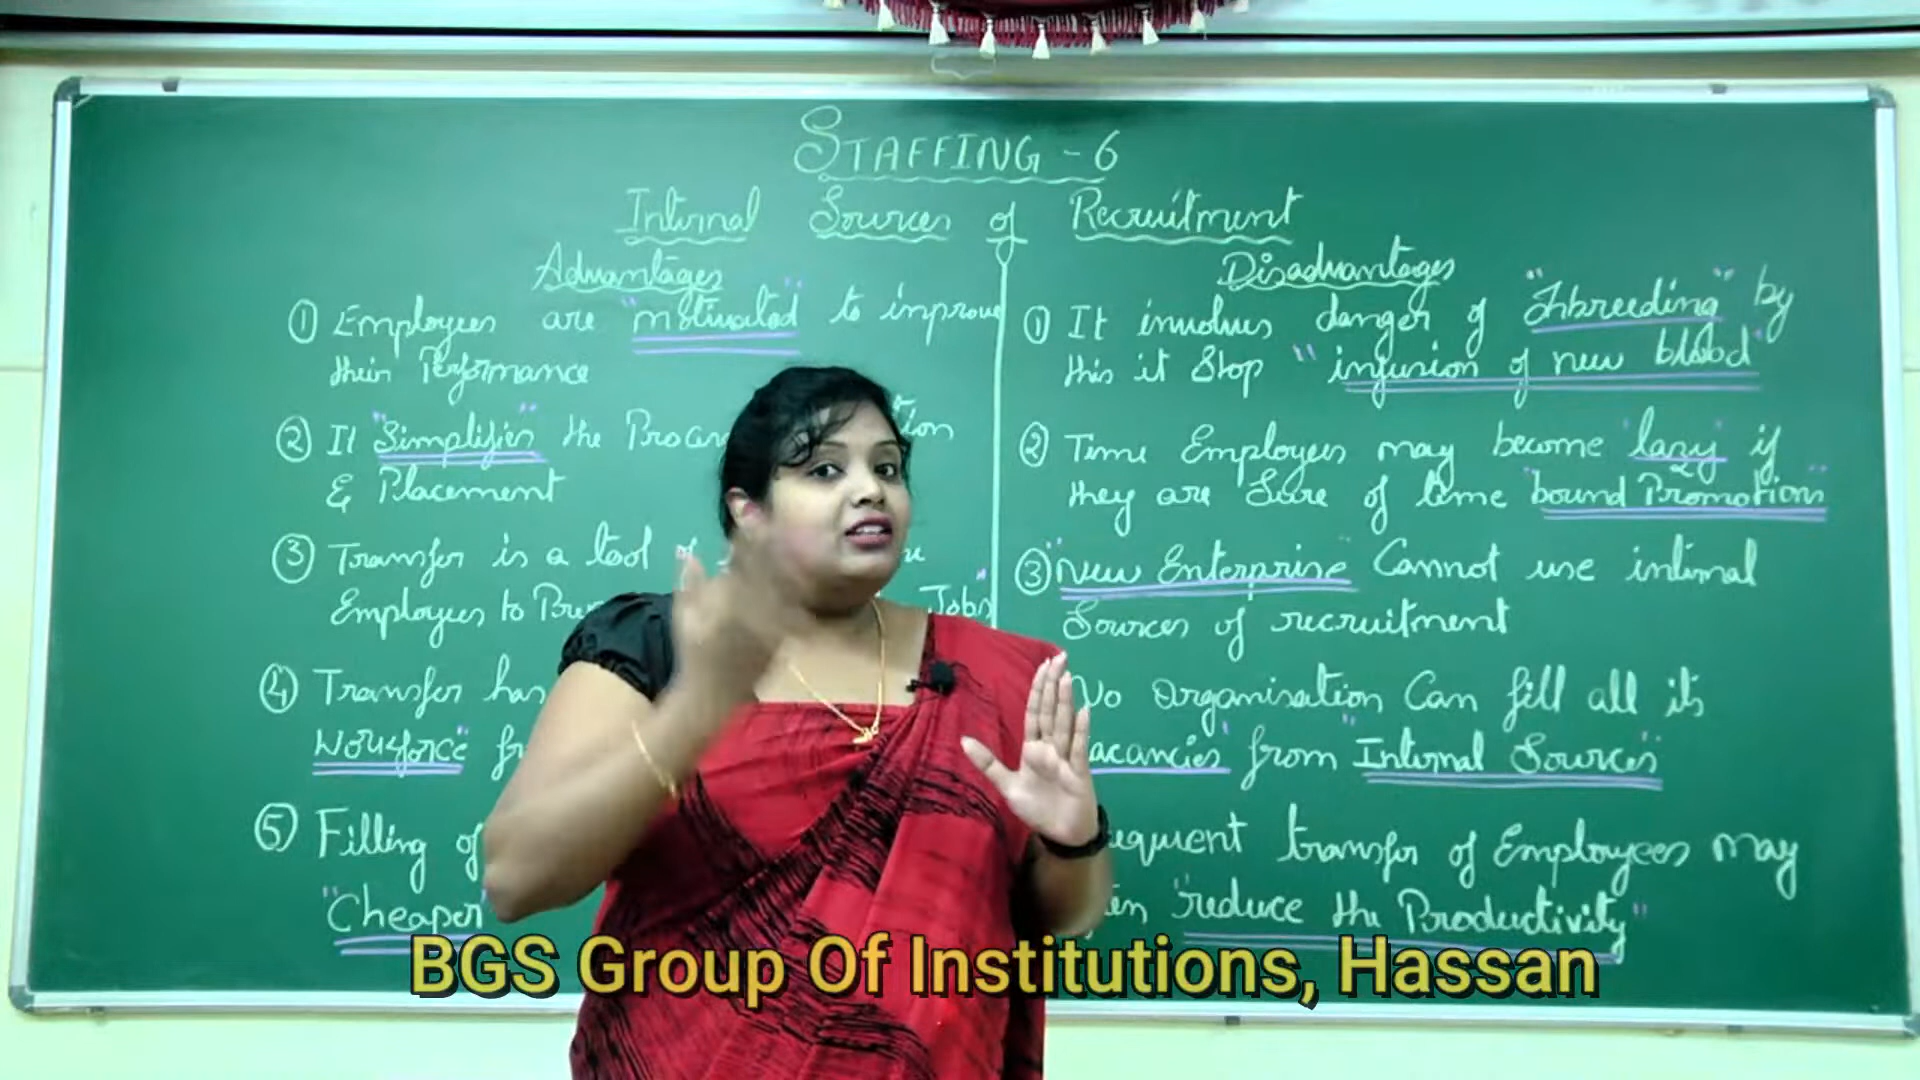 STAFFING - 6
Internal Sources of Recruitment
Advantages
① Employees are "motivated" to improve
their Performance
② It "Simplifies" the
& Placement
③ Transfer is a tool of
Employees to Jobs"
④ Transfer has
Workforce"
⑤ Filling of
"Cheaper"
Disadvantages
① It involves danger of "Inbreeding" by
this it Stop "infusion of new blood"
② Time Employees may become "lazy" if
they are Sure of time "bound Promotions"
③ "New Enterprise" Cannot use internal
Sources of recruitment
No Organisation Can fill all its
from "Internal Sources"
transfer of Employees may
"reduce the Productivity"
BGS Group Of Institutions, Hassan